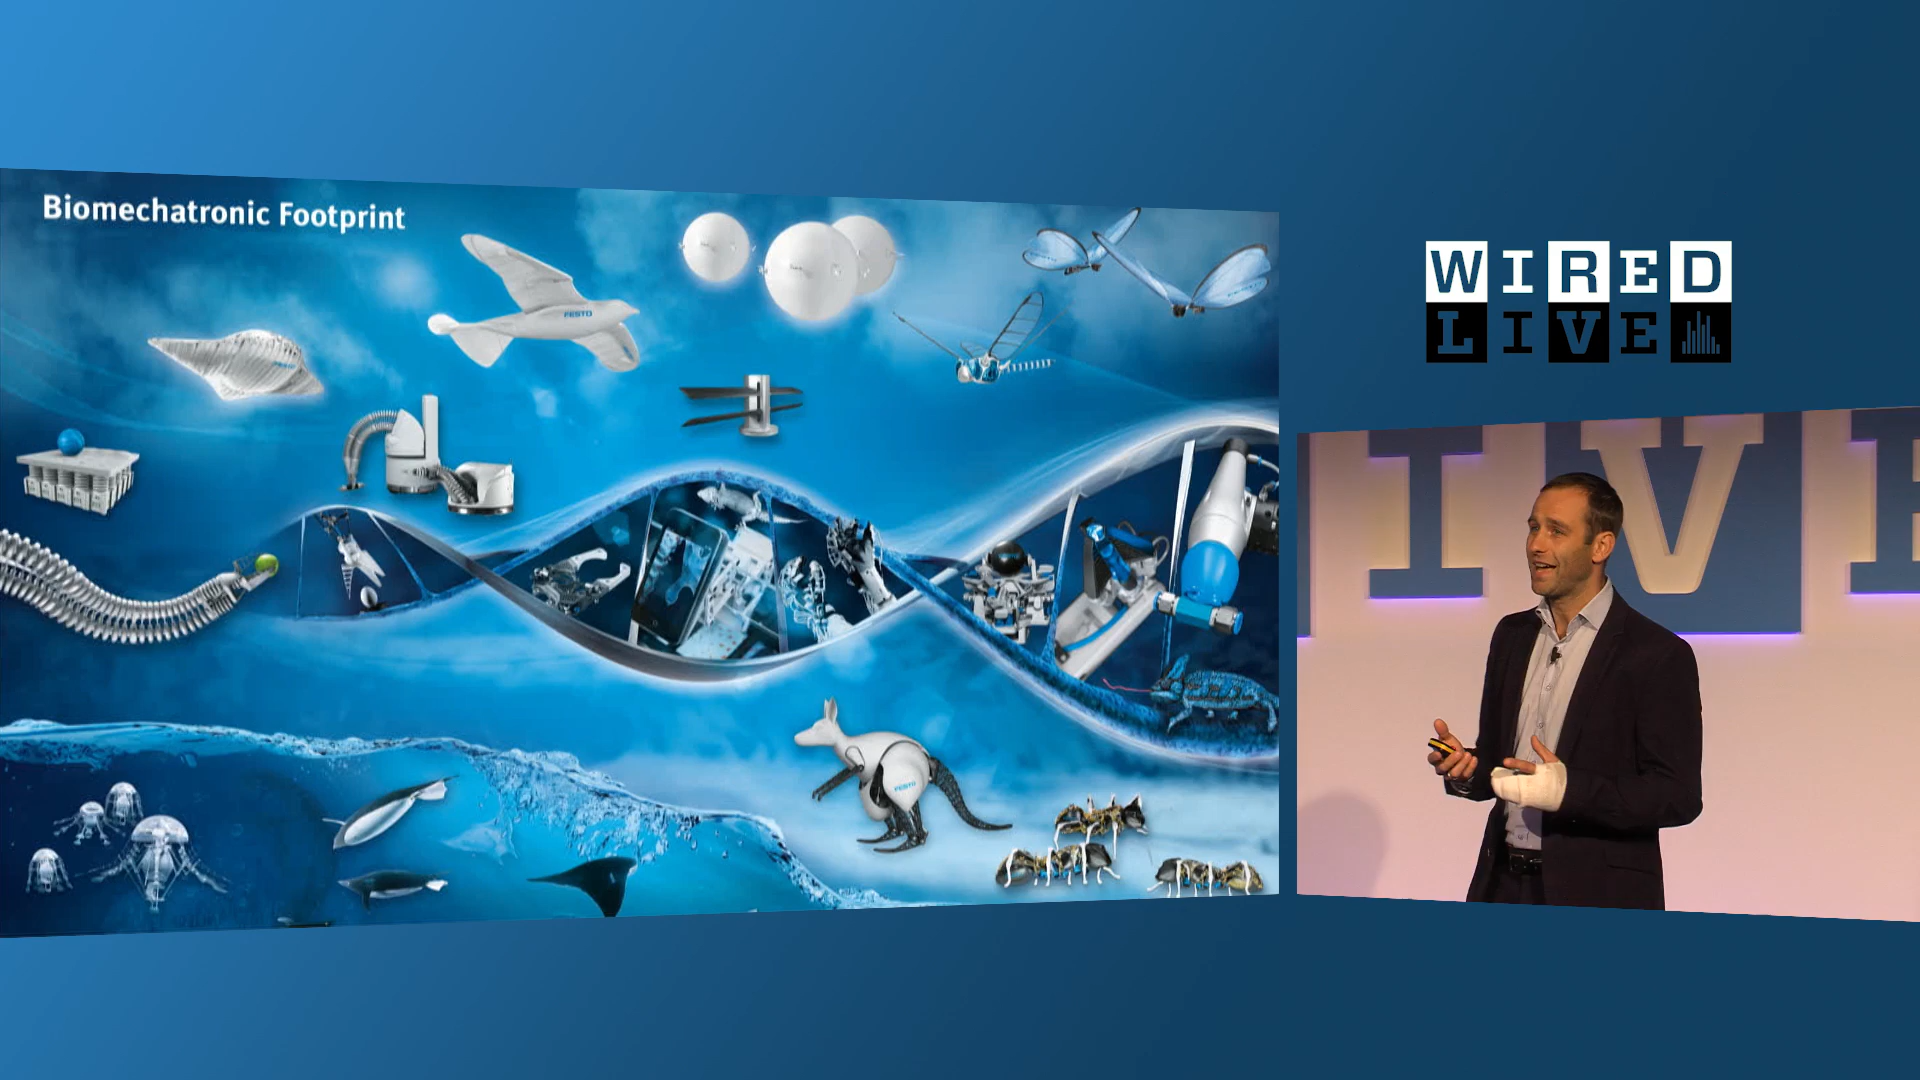 Biomechatronic Footprint
FESTO
FESTO
WIRED
LIVE
IVE